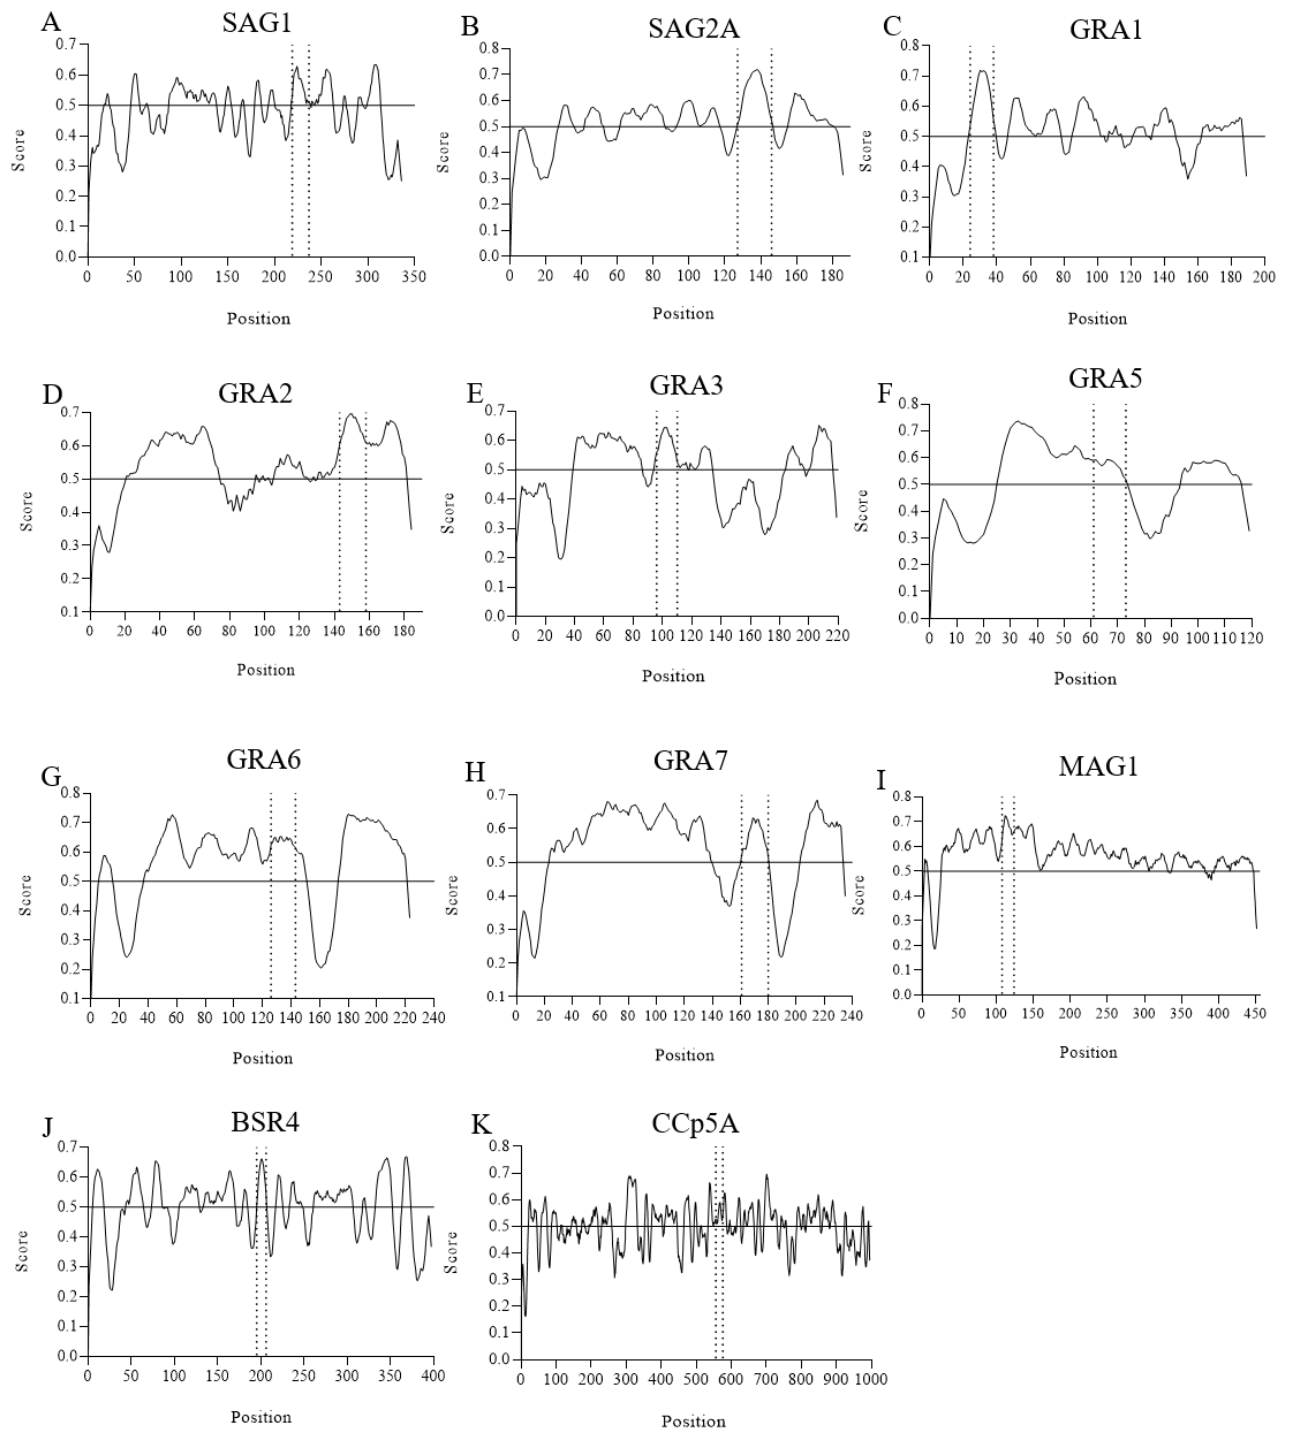 A SAG1
0.7
0.6
0.5
0.4
0.3
0.2
0.1
0.0
Score
0 50 100 150 200 250 300 350
Position
B SAG2A
0.8
0.7
0.6
0.5
0.4
0.3
0.2
0.1
0.0
Score
0 20 40 60 80 100 120 140 160 180
Position
C GRA1
0.8
0.7
0.6
0.5
0.4
0.3
0.2
0.1
Score
0 20 40 60 80 100 120 140 160 180 200
Position
D GRA2
0.7
0.6
0.5
0.4
0.3
0.2
0.1
Score
0 20 40 60 80 100 120 140 160 180
Position
E GRA3
0.7
0.6
0.5
0.4
0.3
0.2
0.1
0.0
Score
0 20 40 60 80 100 120 140 160 180 200 220
Position
F GRA5
0.8
0.7
0.6
0.5
0.4
0.3
0.2
0.1
0.0
Score
0 10 20 30 40 50 60 70 80 90 100 110 120
Position
G GRA6
0.8
0.7
0.6
0.5
0.4
0.3
0.2
0.1
Score
0 20 40 60 80 100 120 140 160 180 200 220 240
Position
H GRA7
0.7
0.6
0.5
0.4
0.3
0.2
0.1
Score
0 20 40 60 80 100 120 140 160 180 200 220 240
Position
I MAG1
0.8
0.7
0.6
0.5
0.4
0.3
0.2
0.1
0.0
Score
0 50 100 150 200 250 300 350 400 450
Position
J BSR4
0.7
0.6
0.5
0.4
0.3
0.2
0.1
0.0
Score
0 50 100 150 200 250 300 350 400
Position
K CCp5A
0.8
0.7
0.6
0.5
0.4
0.3
0.2
0.1
0.0
Score
0 100 200 300 400 500 600 700 800 900 1000
Position